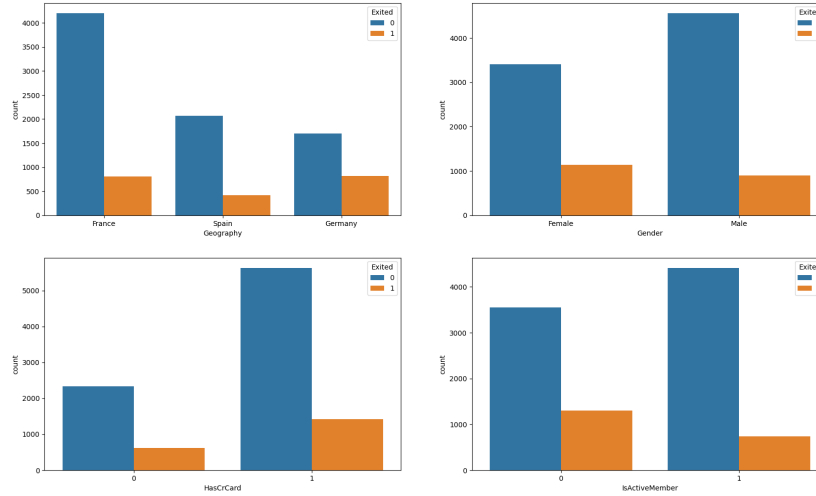 4000
3500
3000
2500
2000
1500
1000
500
0
count
France
Spain
Germany
Geography
Exited
0
1
4000
3000
2000
1000
0
count
Female
Male
Gender
Exite
5000
4000
3000
2000
1000
0
count
0
1
HasCrCard
Exited
0
1
4000
3000
2000
1000
0
count
0
1
IsActiveMember
Exite